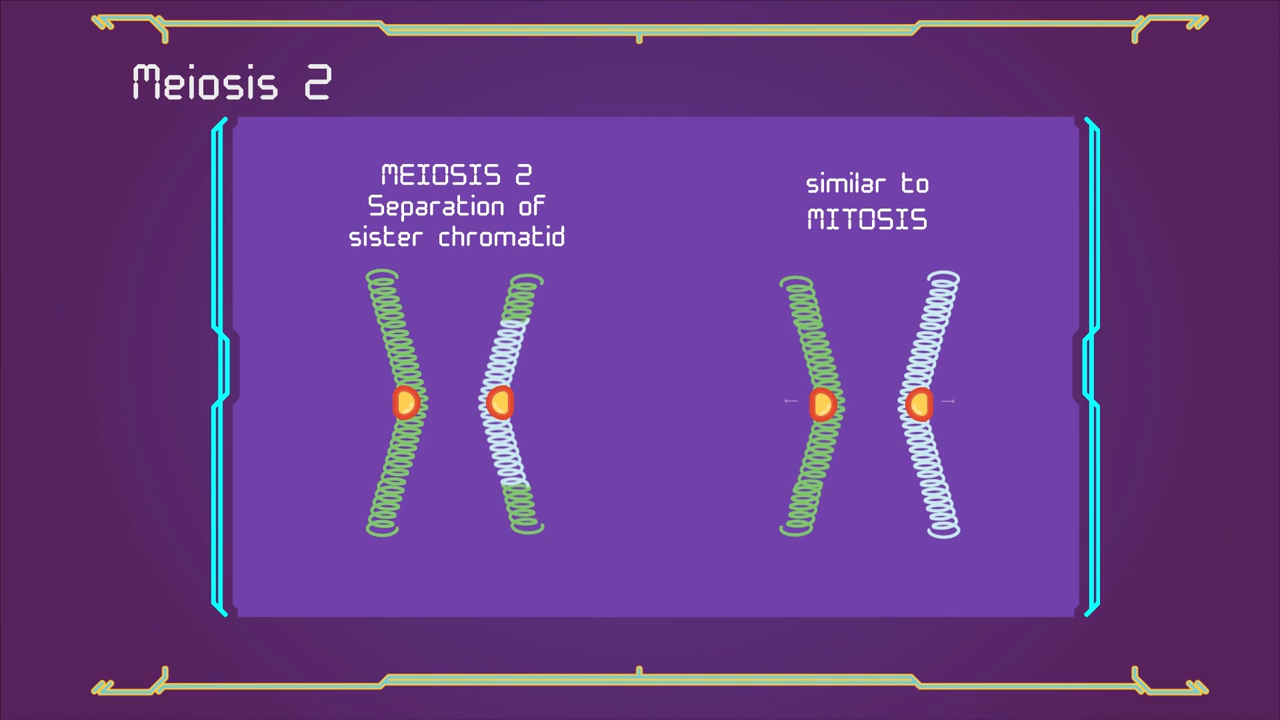 Meiosis 2
MEIOSIS 2
Separation of
sister chromatid
similar to
MITOSIS